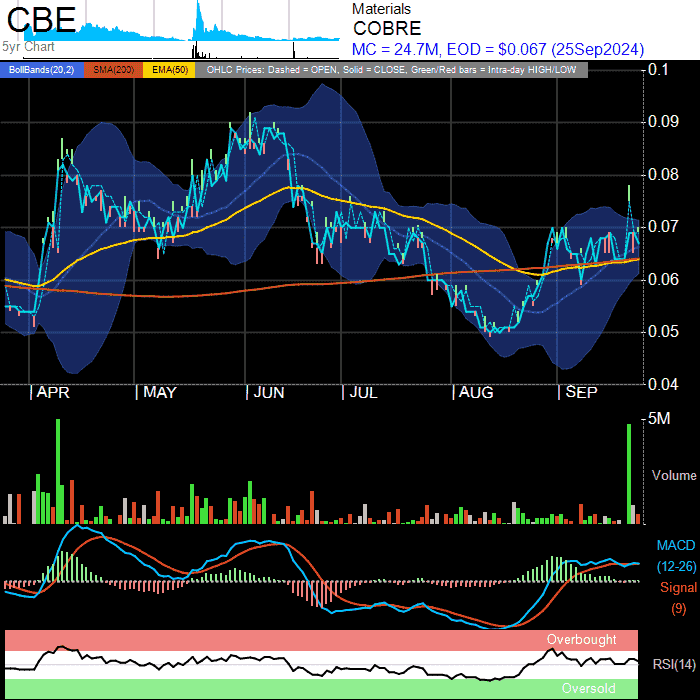 CBE
5yr Chart
Materials
COBRE
MC = 24.7M, EOD = $0.067 (25Sep2024)
BollBands(20,2) SMA(200) EMA(50) OHLC Prices: Dashed = OPEN, Solid = CLOSE, Green/Red bars = Intra-day HIGH/LOW
0.1
0.09
0.08
0.07
0.06
0.05
0.04
APR MAY JUN JUL AUG SEP
5M
Volume
MACD
(12-26)
Signal
(9)
Overbought
RSI(14)
Oversold